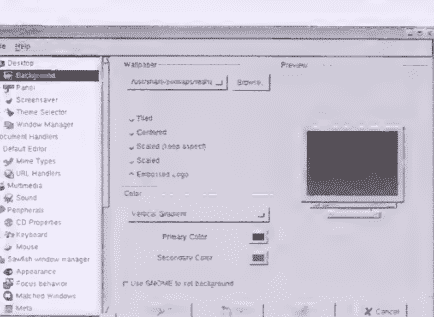 Help
Desktop
Background
Panel
Screensaver
Theme Selector
Window Manager
ocument Handlers
Default Editor
Mime Types
URL Handlers
Multimedia
Sound
Peripherals
CD Properties
Keyboard
Mouse
Sawfish window manager
Appearance
Focus behavior
Matched Windows
Meta
Wallpaper
Browse.
Tiled
Centered
Scaled (keep aspect)
Scaled
Embossed Logo
Color
Vertical Gradient
Primary Color
Secondary Color
Use GNOME to set background
Preview
Cancel